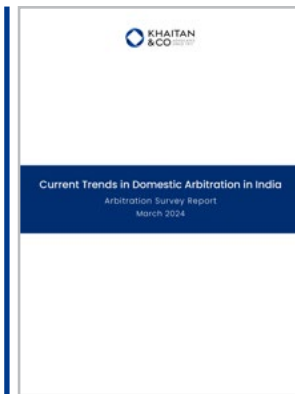 KHAITAN
&CO
Current Trends in Domestic Arbitration in India
Arbitration Survey Report
March 2024